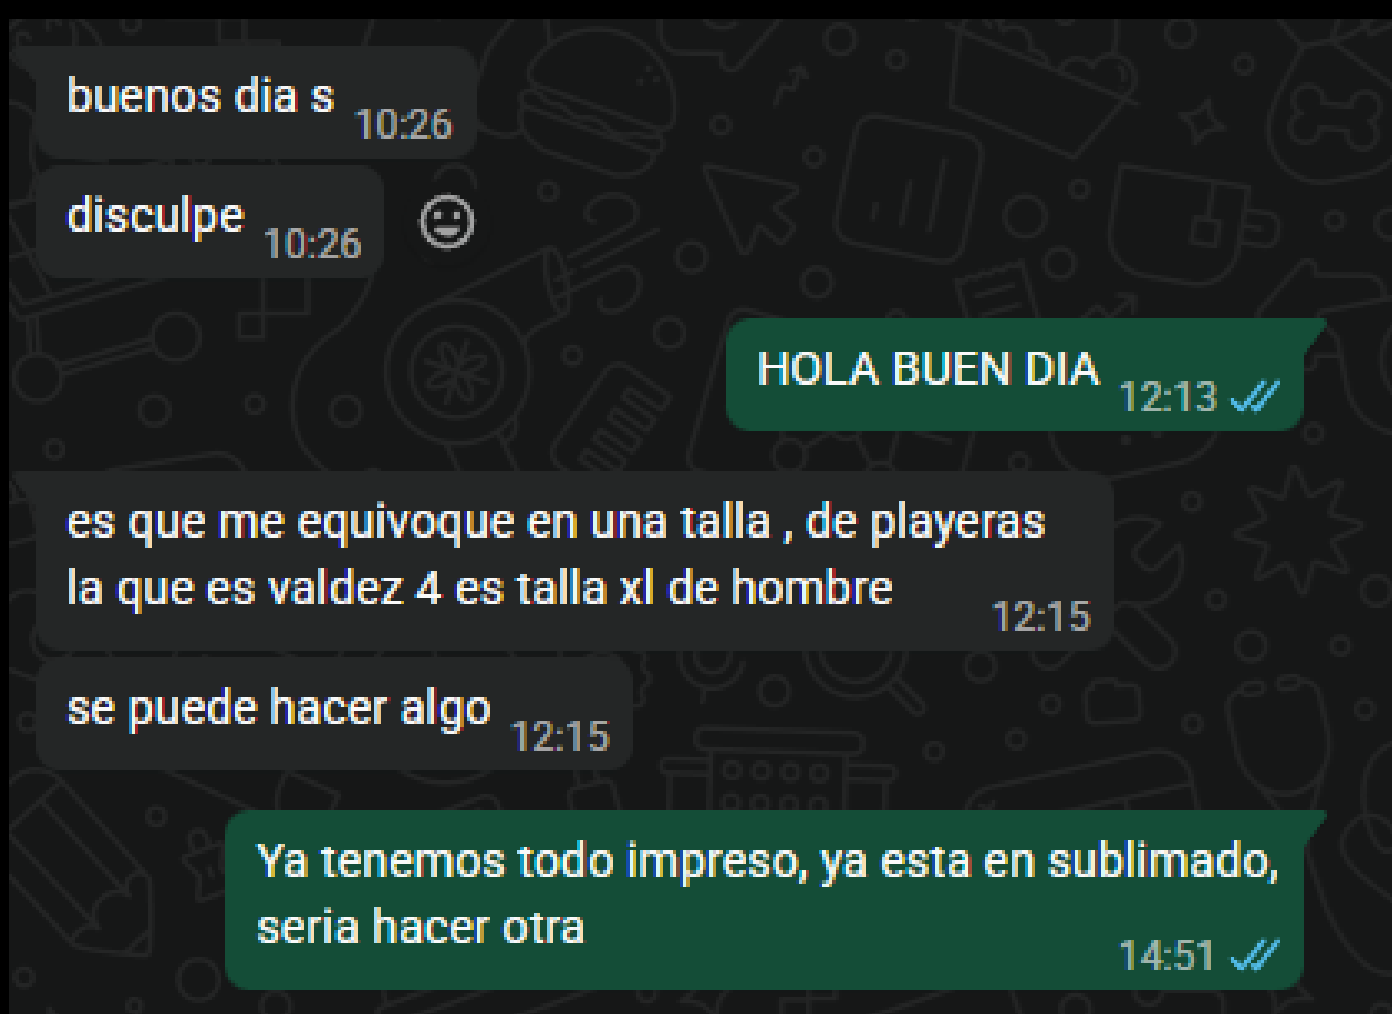 buenos dia s 10:26
disculpe 10:26
HOLA BUEN DIA 12:13
es que me equivoque en una talla , de playeras
la que es valdez 4 es talla xl de hombre 12:15
se puede hacer algo 12:15
Ya tenemos todo impreso, ya esta en sublimado,
seria hacer otra 14:51